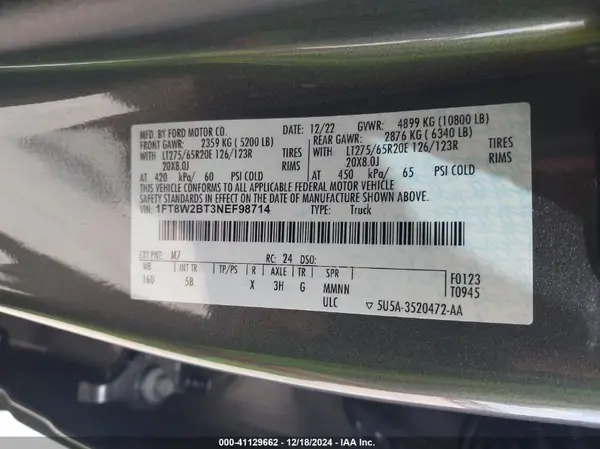 MFD. BY FORD MOTOR CO.
12/22 GVWR: 4899 KG (10800 LB)
FRONT GAWR: 2359 KG (5200 LB) REAR GAWR: 2876 KG (6340 LB)
WITH LT275/65R20E 126/123R TIRES WITH LT275/65R20E 126/123R TIRES
20X8.0J RIMS 20X8.0J RIMS
AT 420 kPa/ 60 PSI COLD AT 450 kPa/ 65 PSI COLD
THIS VEHICLE CONFORMS TO ALL APPLICABLE FEDERAL MOTOR VEHICLE
SAFETY STANDARDS IN EFFECT ON THE DATE OF MANUFACTURE SHOWN ABOVE.
1FT8W2BT3NEF98714 TYPE: Truck
EXT PNT: M7 RC: 24 DSO:
WB INT TR TP/PS R AXLE TR SPR
160 5B X 3H G MMNN
ULC
F0123
T0945
▽ 5U5A-3520472-AA
000-41129662 - 12/18/2024 - IAA Inc.